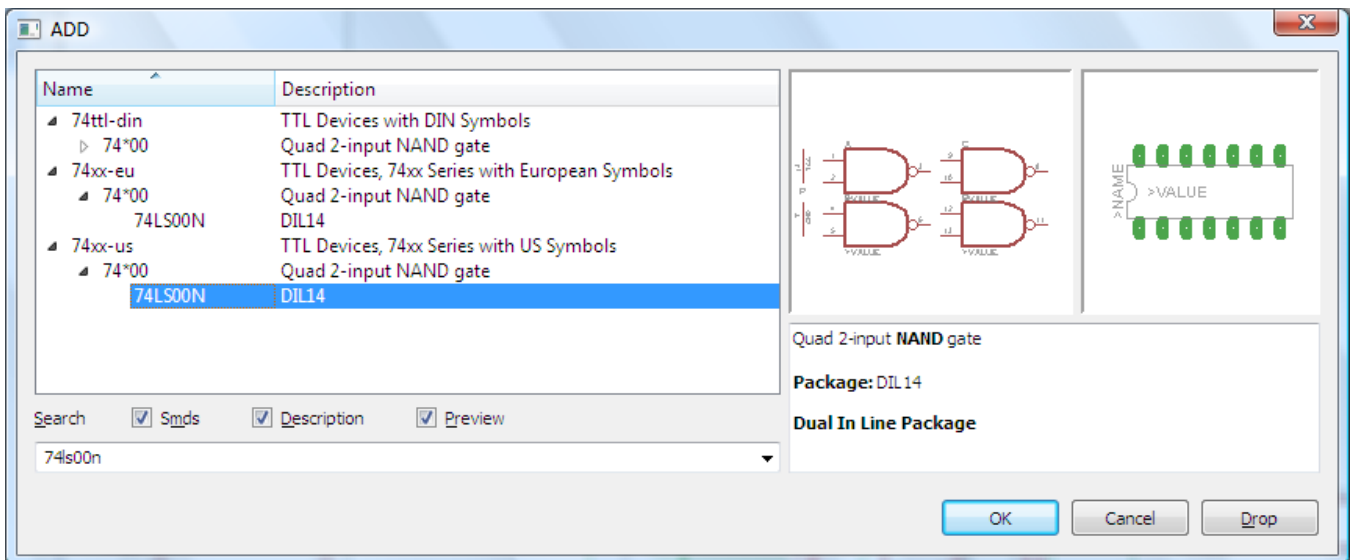 ADD
Name Description
74ttl-din TTL Devices with DIN Symbols
74*00 Quad 2-input NAND gate
74xx-eu TTL Devices, 74xx Series with European Symbols
74*00 Quad 2-input NAND gate
74LS00N DIL14
74xx-us TTL Devices, 74xx Series with US Symbols
74*00 Quad 2-input NAND gate
74LS00N DIL14
Search Smds Description Preview
74ls00n
>NAME
>VALUE
>VALUE
>VALUE
Quad 2-input NAND gate
Package: DIL14
Dual In Line Package
OK Cancel Drop